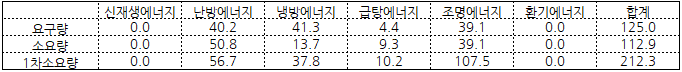 신재생에너지 난방에너지 냉방에너지 급탕에너지 조명에너지 환기에너지 합계
요구량 0.0 40.2 41.3 4.4 39.1 0.0 125.0
소요량 0.0 50.8 13.7 9.3 39.1 0.0 112.9
1차소요량 0.0 56.7 37.8 10.2 107.5 0.0 212.3